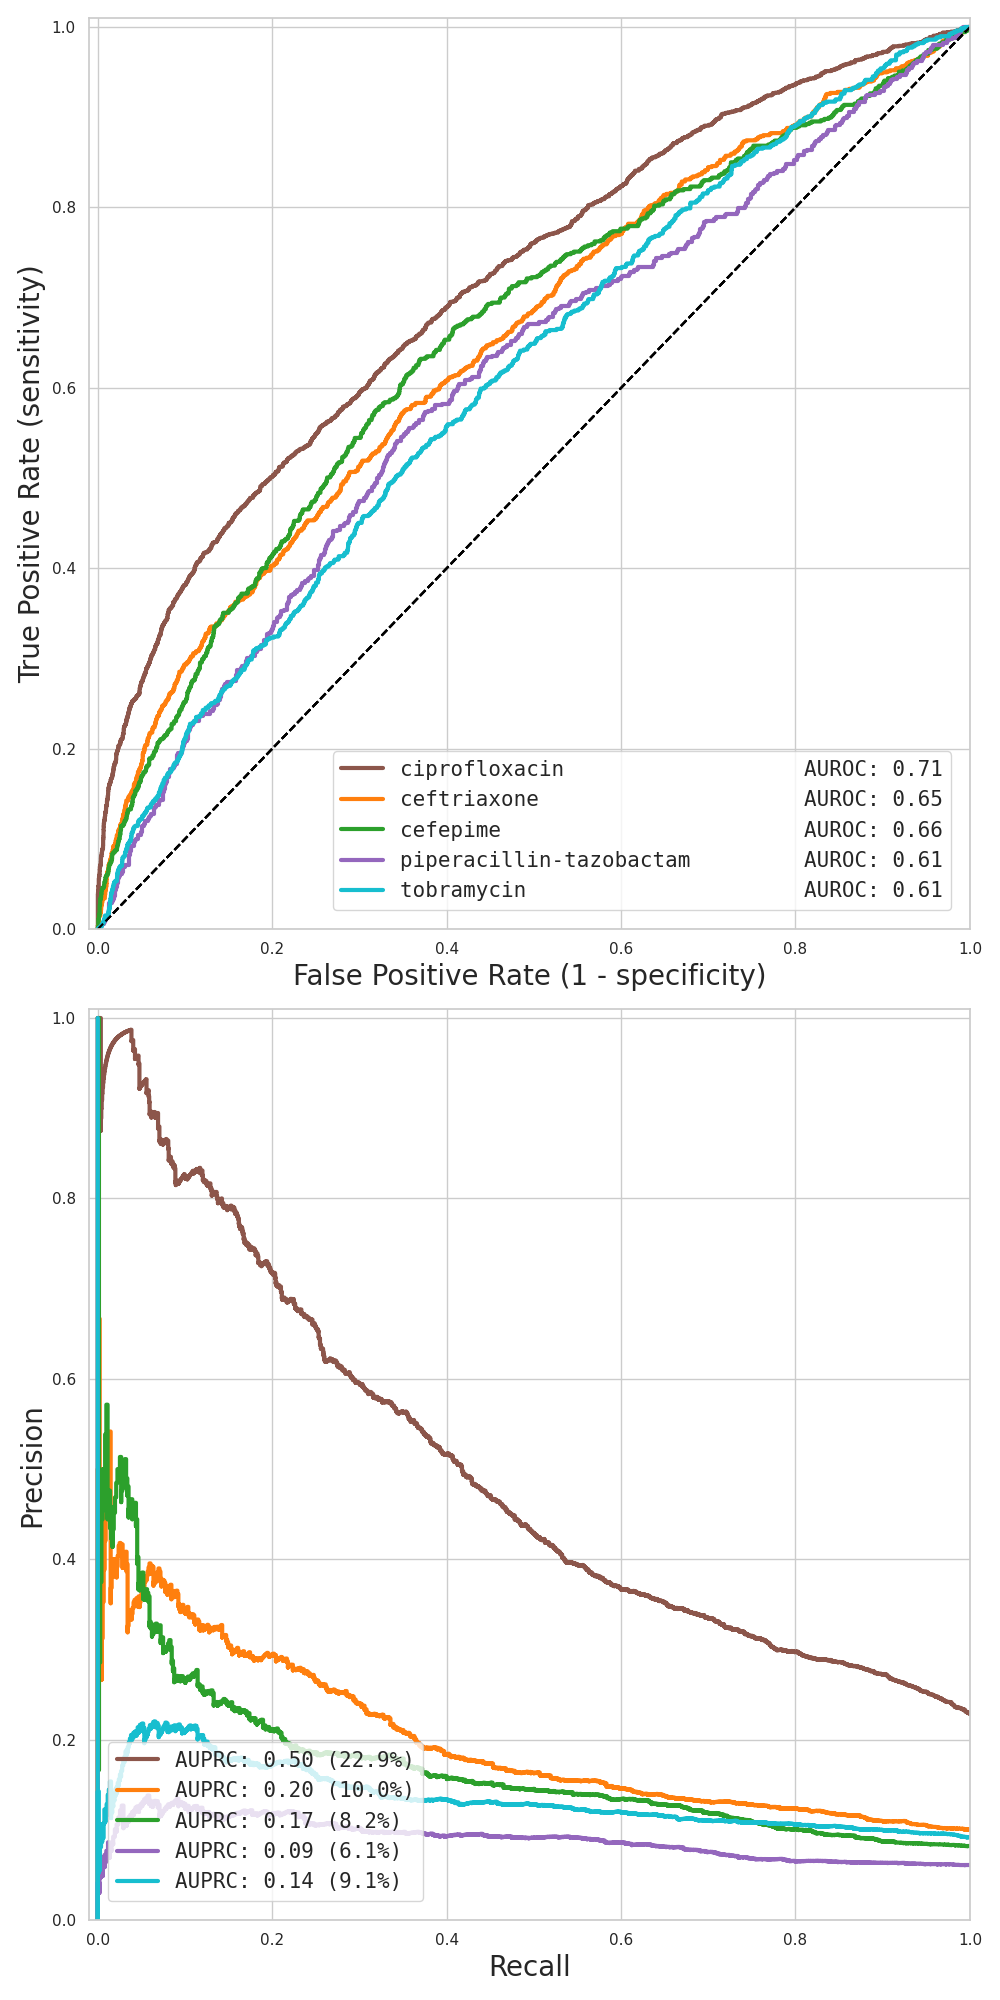 1.0
0.8
0.6
0.4
0.2
0.0
True Positive Rate (sensitivity)
ciprofloxacin AUROC: 0.71
ceftriaxone AUROC: 0.65
cefepime AUROC: 0.66
piperacillin-tazobactam AUROC: 0.61
tobramycin AUROC: 0.61
0.0 0.2 0.4 0.6 0.8 1.0
False Positive Rate (1 - specificity)
1.0
0.8
0.6
0.4
0.2
0.0
Precision
AUPRC: 0.50 (22.9%)
AUPRC: 0.20 (10.0%)
AUPRC: 0.17 (8.2%)
AUPRC: 0.09 (6.1%)
AUPRC: 0.14 (9.1%)
0.0 0.2 0.4 0.6 0.8 1.0
Recall